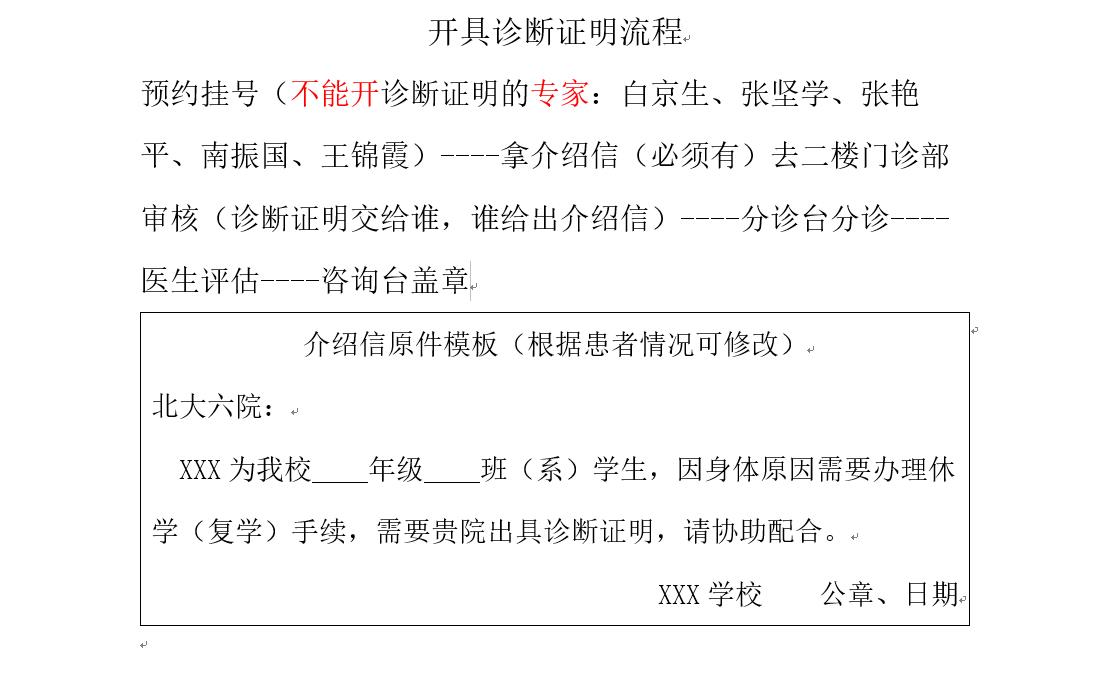 开具诊断证明流程
预约挂号（不能开诊断证明的专家：白京生、张坚学、张艳
平、南振国、王锦霞）----拿介绍信（必须有）去二楼门诊部
审核（诊断证明交给谁，谁给出介绍信）----分诊台分诊----
医生评估----咨询台盖章
介绍信原件模板（根据患者情况可修改）
北大六院：
XXX 为我校____年级____班（系）学生，因身体原因需要办理休
学（复学）手续，需要贵院出具诊断证明，请协助配合。
XXX 学校　　公章、日期